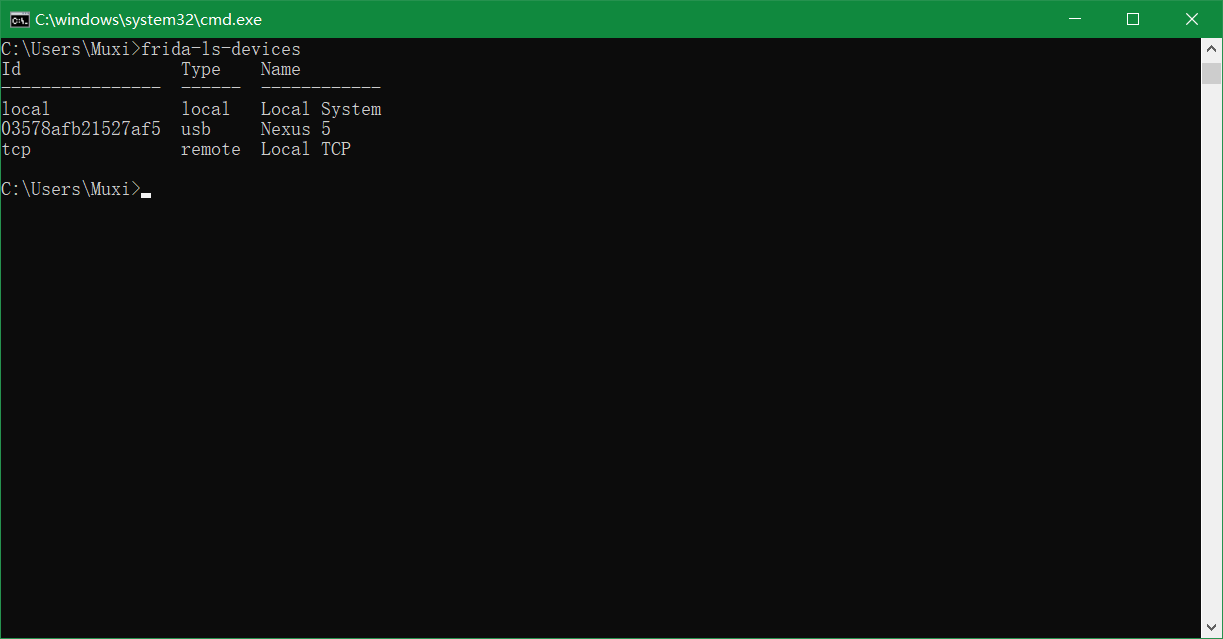 C:\windows\system32\cmd.exe
C:\Users\Muxi>frida-ls-devices
Id                Type    Name
----------------  ------  ------------
local             local   Local System
03578afb21527af5  usb     Nexus 5
tcp               remote  Local TCP
C:\Users\Muxi>